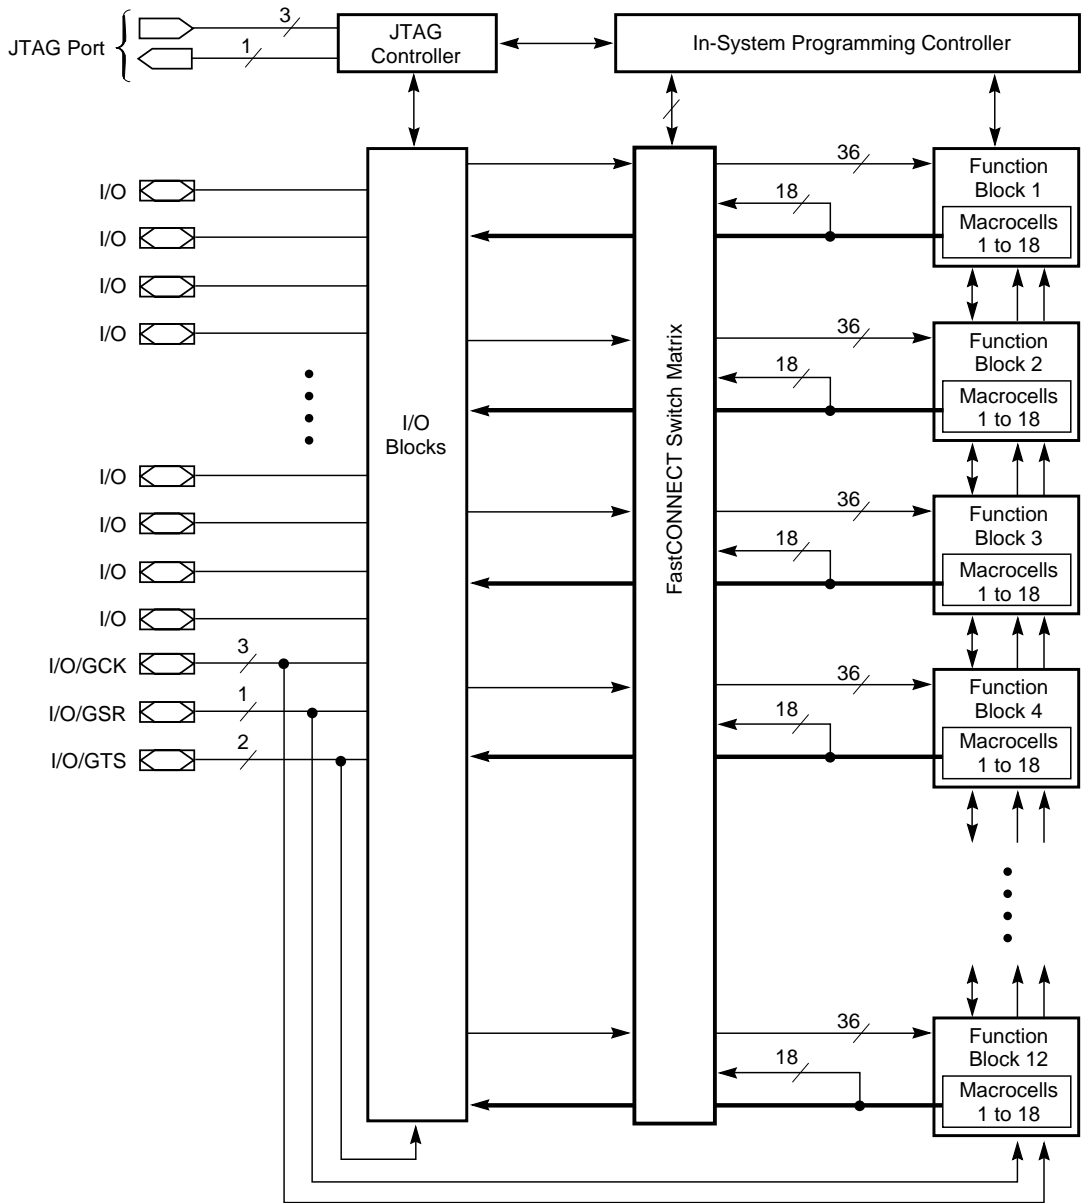 JTAG Port
3
1
JTAG
Controller
In-System Programming Controller
I/O
I/O
I/O
I/O
I/O
I/O
I/O
I/O
I/O/GCK
3
I/O/GSR
1
I/O/GTS
2
I/O
Blocks
FastCONNECT Switch Matrix
36
18
Function
Block 1
Macrocells
1 to 18
36
18
Function
Block 2
Macrocells
1 to 18
36
18
Function
Block 3
Macrocells
1 to 18
36
18
Function
Block 4
Macrocells
1 to 18
36
18
Function
Block 12
Macrocells
1 to 18